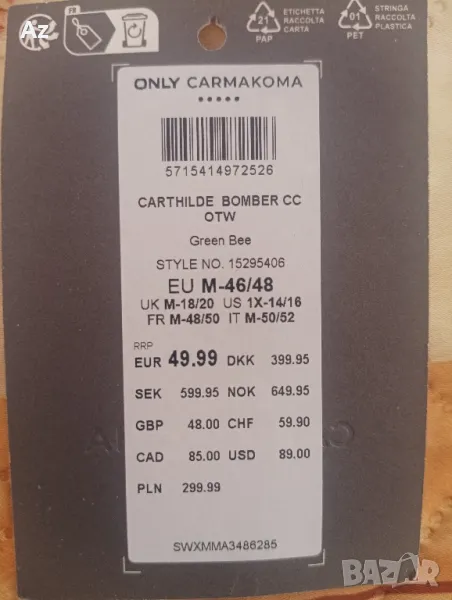 Az
FR
21
PAP
ETICHETTA
RACCOLTA
CARTA
01
PET
STRINGA
RACCOLTA
PLASTICA
ONLY CARMAKOMA
5715414972526
CARTHILDE BOMBER CC
OTW
Green Bee
STYLE NO. 15295406
EU M-46/48
UK M-18/20 US 1X-14/16
FR M-48/50 IT M-50/52
RRP
EUR 49.99 DKK 399.95
SEK 599.95 NOK 649.95
GBP 48.00 CHF 59.90
CAD 85.00 USD 89.00
PLN 299.99
SWXMMA3486285
BAZAR